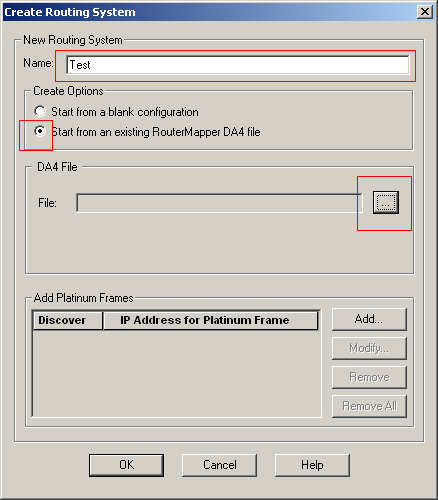 Create Routing System
New Routing System
Name: Test
Create Options
Start from a blank configuration
Start from an existing RouterMapper DA4 file
DA4 File
File: ...
Add Platinum Frames
Discover IP Address for Platinum Frame
Add...
Modify...
Remove
Remove All
OK Cancel Help